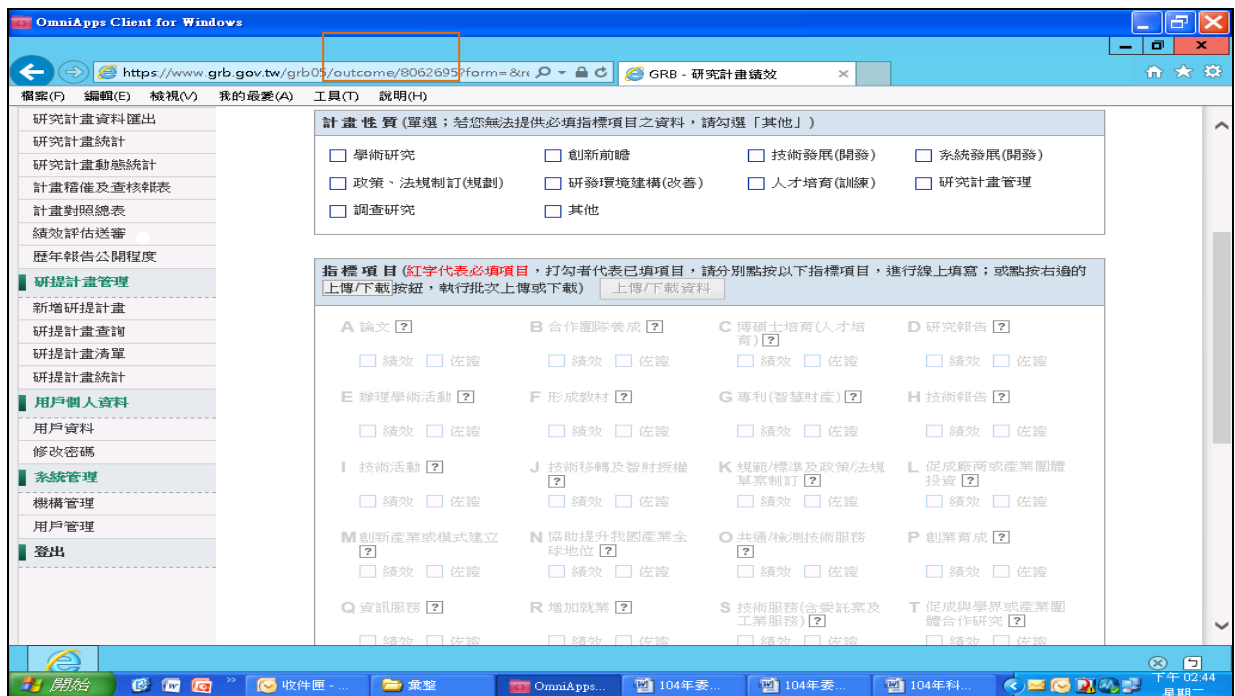 OmniApps Client for Windows
https://www.grb.gov.tw/grb05/outcome/8062695?form=&re
GRB - 研究計畫績效
檔案(F) 編輯(E) 檢視(V) 我的最愛(A) 工具(T) 說明(H)
研究計畫資料匯出
研究計畫統計
研究計畫動態統計
計畫稽催及查核報表
計畫對照總表
績效評估送審
歷年報告公開程度
研提計畫管理
新增研提計畫
研提計畫查詢
研提計畫清單
研提計畫統計
用戶個人資料
用戶資料
修改密碼
系統管理
機構管理
用戶管理
登出
計畫性質(單選；若您無法提供必填指標項目之資料，請勾選「其他」)
學術研究 創新前瞻 技術發展(開發) 系統發展(開發)
政策、法規制訂(規劃) 研發環境建構(改善) 人才培育(訓練) 研究計畫管理
調查研究 其他
指標項目(紅字代表必填項目，打勾者代表已填項目，請分別點按以下指標項目，進行線上填寫；或點按右邊的
上傳/下載按鈕，執行批次上傳或下載) 上傳/下載資料
A 論文 ? B 合作團隊養成 ? C 博碩士培育(人才培育) ? D 研究報告 ?
績效 佐證 績效 佐證 績效 佐證 績效 佐證
E 辦理學術活動 ? F 形成教材 ? G 專利(智慧財產) ? H 技術報告 ?
績效 佐證 績效 佐證 績效 佐證 績效 佐證
I 技術活動 ? J 技術移轉及智財授權 ? K 規範/標準及政策/法規草案制訂 ? L 促成廠商或產業團體投資 ?
績效 佐證 績效 佐證 績效 佐證 績效 佐證
M 創新產業或模式建立 ? N 協助提升我國產業全球地位 ? O 共通/檢測技術服務 ? P 創業育成 ?
績效 佐證 績效 佐證 績效 佐證 績效 佐證
Q 資訊服務 ? R 增加就業 ? S 技術服務(含委託案及工業服務) ? T 促成與學界或產業團體合作研究 ?
績效 佐證 績效 佐證 績效 佐證 績效 佐證
開始 收件匣 - ... 彙整 OmniApps... 104年委... 104年委... 104年科... 下午 02:44
星期一